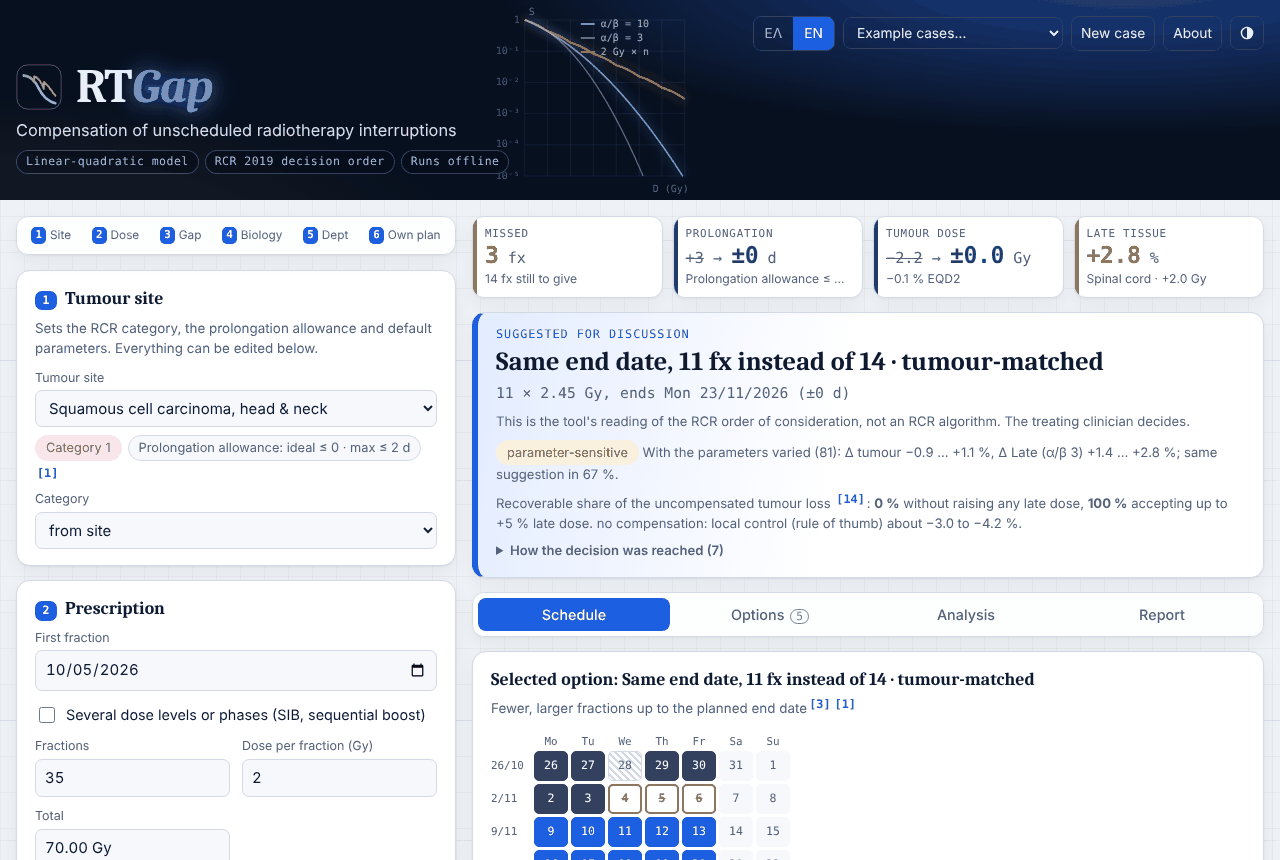 S
1
10⁻¹
10⁻²
10⁻³
10⁻⁴
10⁻⁵
D (Gy)
α/β = 10
α/β = 3
2 Gy × n
ΕΛ EN Example cases... New case About
RTGap
Compensation of unscheduled radiotherapy interruptions
Linear-quadratic model RCR 2019 decision order Runs offline
1 Site 2 Dose 3 Gap 4 Biology 5 Dept 6 Own plan
1 Tumour site
Sets the RCR category, the prolongation allowance and default
parameters. Everything can be edited below.
Tumour site
Squamous cell carcinoma, head & neck
Category 1 Prolongation allowance: ideal ≤ 0 · max ≤ 2 d
[1]
Category
from site
2 Prescription
First fraction
10/05/2026
Several dose levels or phases (SIB, sequential boost)
Fractions Dose per fraction (Gy)
35 2
Total
70.00 Gy
MISSED
3 fx
14 fx still to give
PROLONGATION
+3 → ±0 d
Prolongation allowance ≤ ...
TUMOUR DOSE
−2.2 → ±0.0 Gy
−0.1 % EQD2
LATE TISSUE
+2.8 %
Spinal cord · +2.0 Gy
SUGGESTED FOR DISCUSSION
Same end date, 11 fx instead of 14 · tumour-matched
11 × 2.45 Gy, ends Mon 23/11/2026 (±0 d)
This is the tool's reading of the RCR order of consideration, not an RCR algorithm. The treating clinician decides.
parameter-sensitive With the parameters varied (81): Δ tumour −0.9 … +1.1 %, Δ Late (α/β 3) +1.4 … +2.8 %; same
suggestion in 67 %.
Recoverable share of the uncompensated tumour loss [14] : 0 % without raising any late dose, 100 % accepting up to
+5 % late dose. no compensation: local control (rule of thumb) about −3.0 to −4.2 %.
How the decision was reached (7)
Schedule Options 5 Analysis Report
Selected option: Same end date, 11 fx instead of 14 · tumour-matched
Fewer, larger fractions up to the planned end date [3] [1]
Mo Tu We Th Fr Sa Su
26/10 26 27 28 29 30 31 1
2/11 2 3 4 5 6 7 8
9/11 9 10 11 12 13 14 15